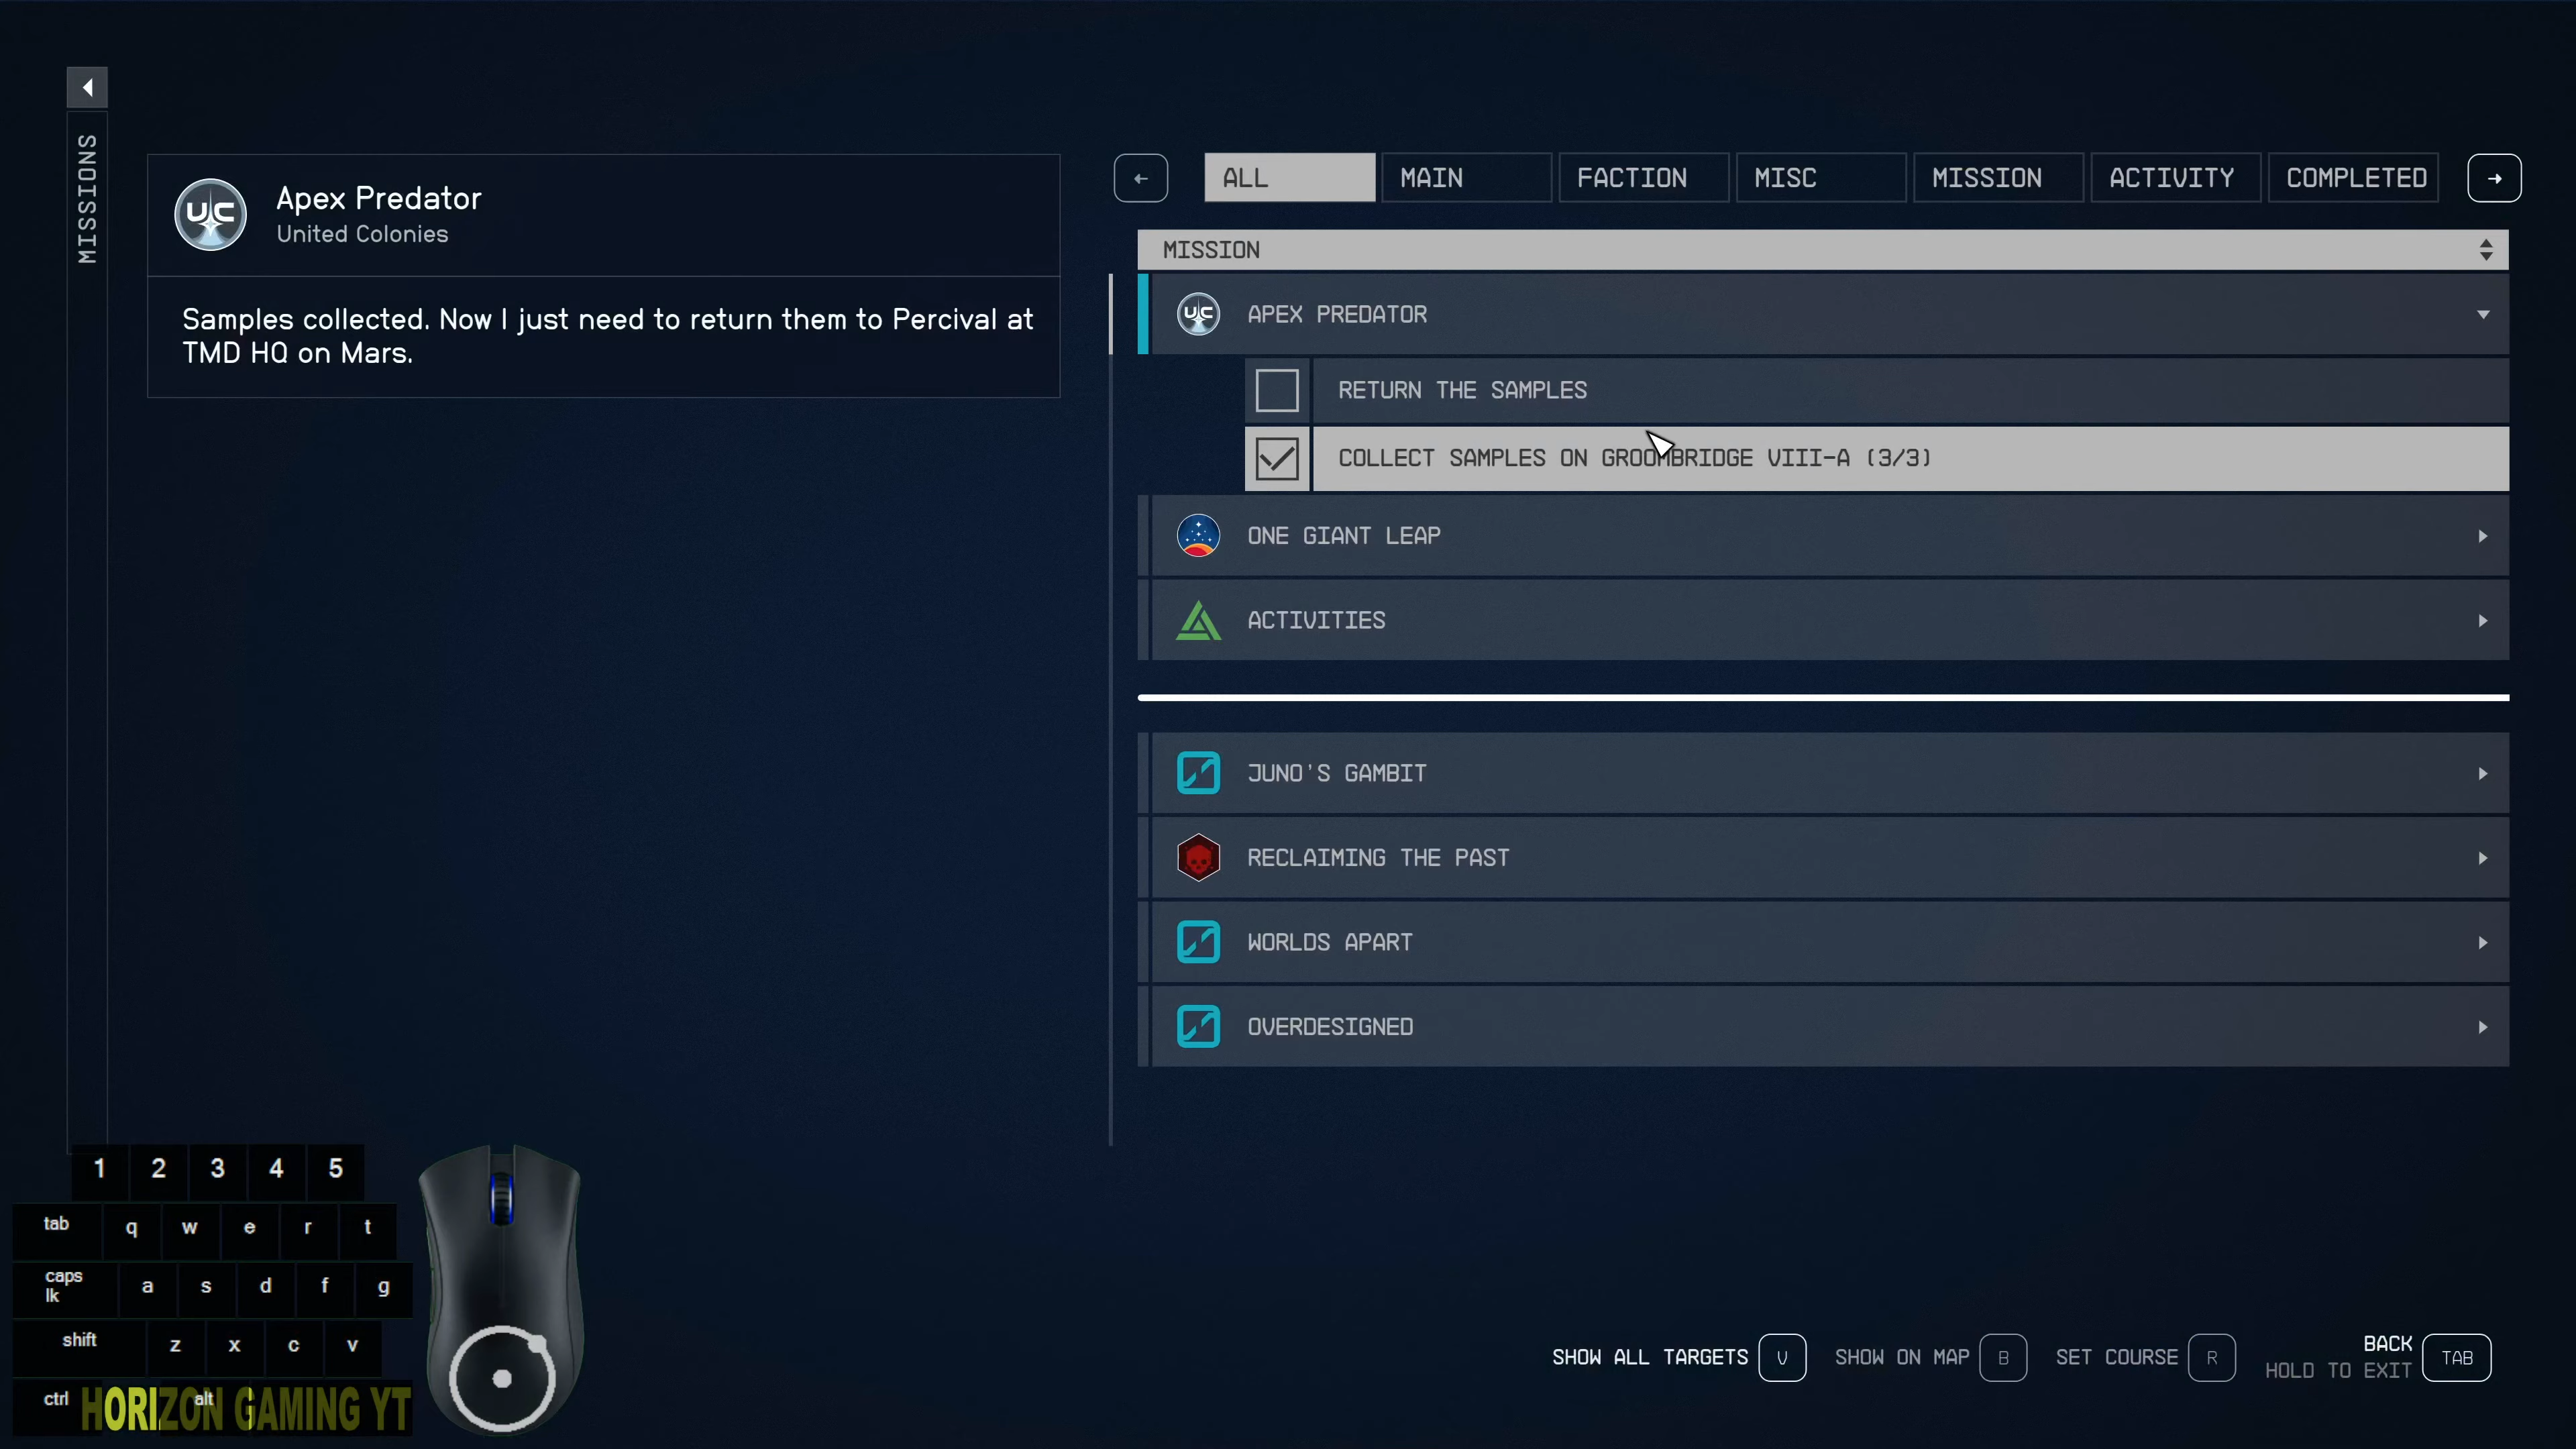 MISSIONS
UC
Apex Predator
United Colonies
Samples collected. Now I just need to return them to Percival at
TMD HQ on Mars.
ALL MAIN FACTION MISC MISSION ACTIVITY COMPLETED
MISSION
UC
APEX PREDATOR
RETURN THE SAMPLES
COLLECT SAMPLES ON GROOMBRIDGE VIII-A (3/3)
ONE GIANT LEAP
ACTIVITIES
JUNO'S GAMBIT
RECLAIMING THE PAST
WORLDS APART
OVERDESIGNED
1 2 3 4 5
tab q w e r t
caps
lk a s d f g
shift z x c v
ctrl alt
HORIZON GAMING YT
SHOW ALL TARGETS V SHOW ON MAP B SET COURSE R BACK
HOLD TO EXIT TAB